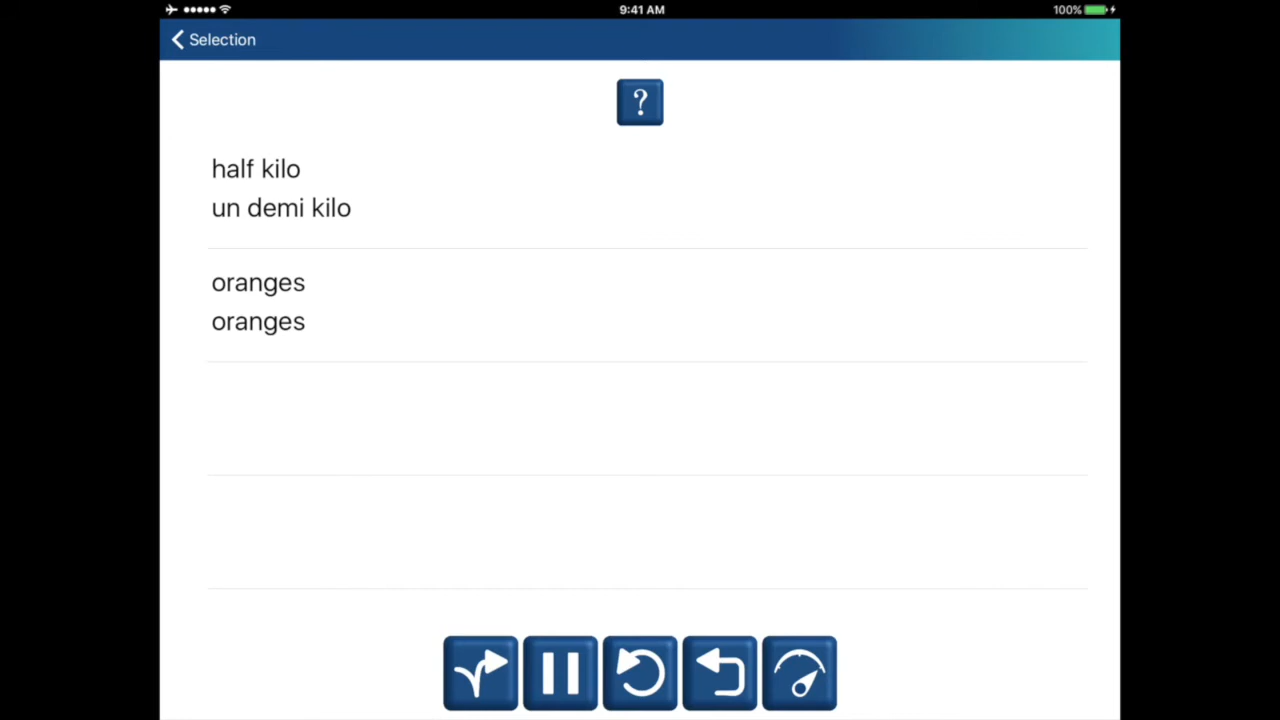 9:41 AM
100%
Selection
?
half kilo
un demi kilo
oranges
oranges